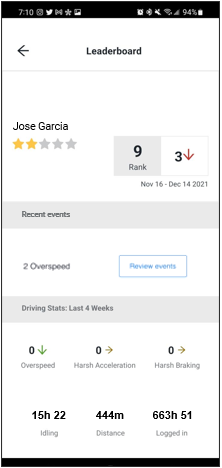 7:10 94%
Leaderboard
Jose Garcia
9 3
Rank
Nov 16 - Dec 14 2021
Recent events
2 Overspeed Review events
Driving Stats: Last 4 Weeks
0 0 0
Overspeed Harsh Acceleration Harsh Braking
15h 22 444m 663h 51
Idling Distance Logged in